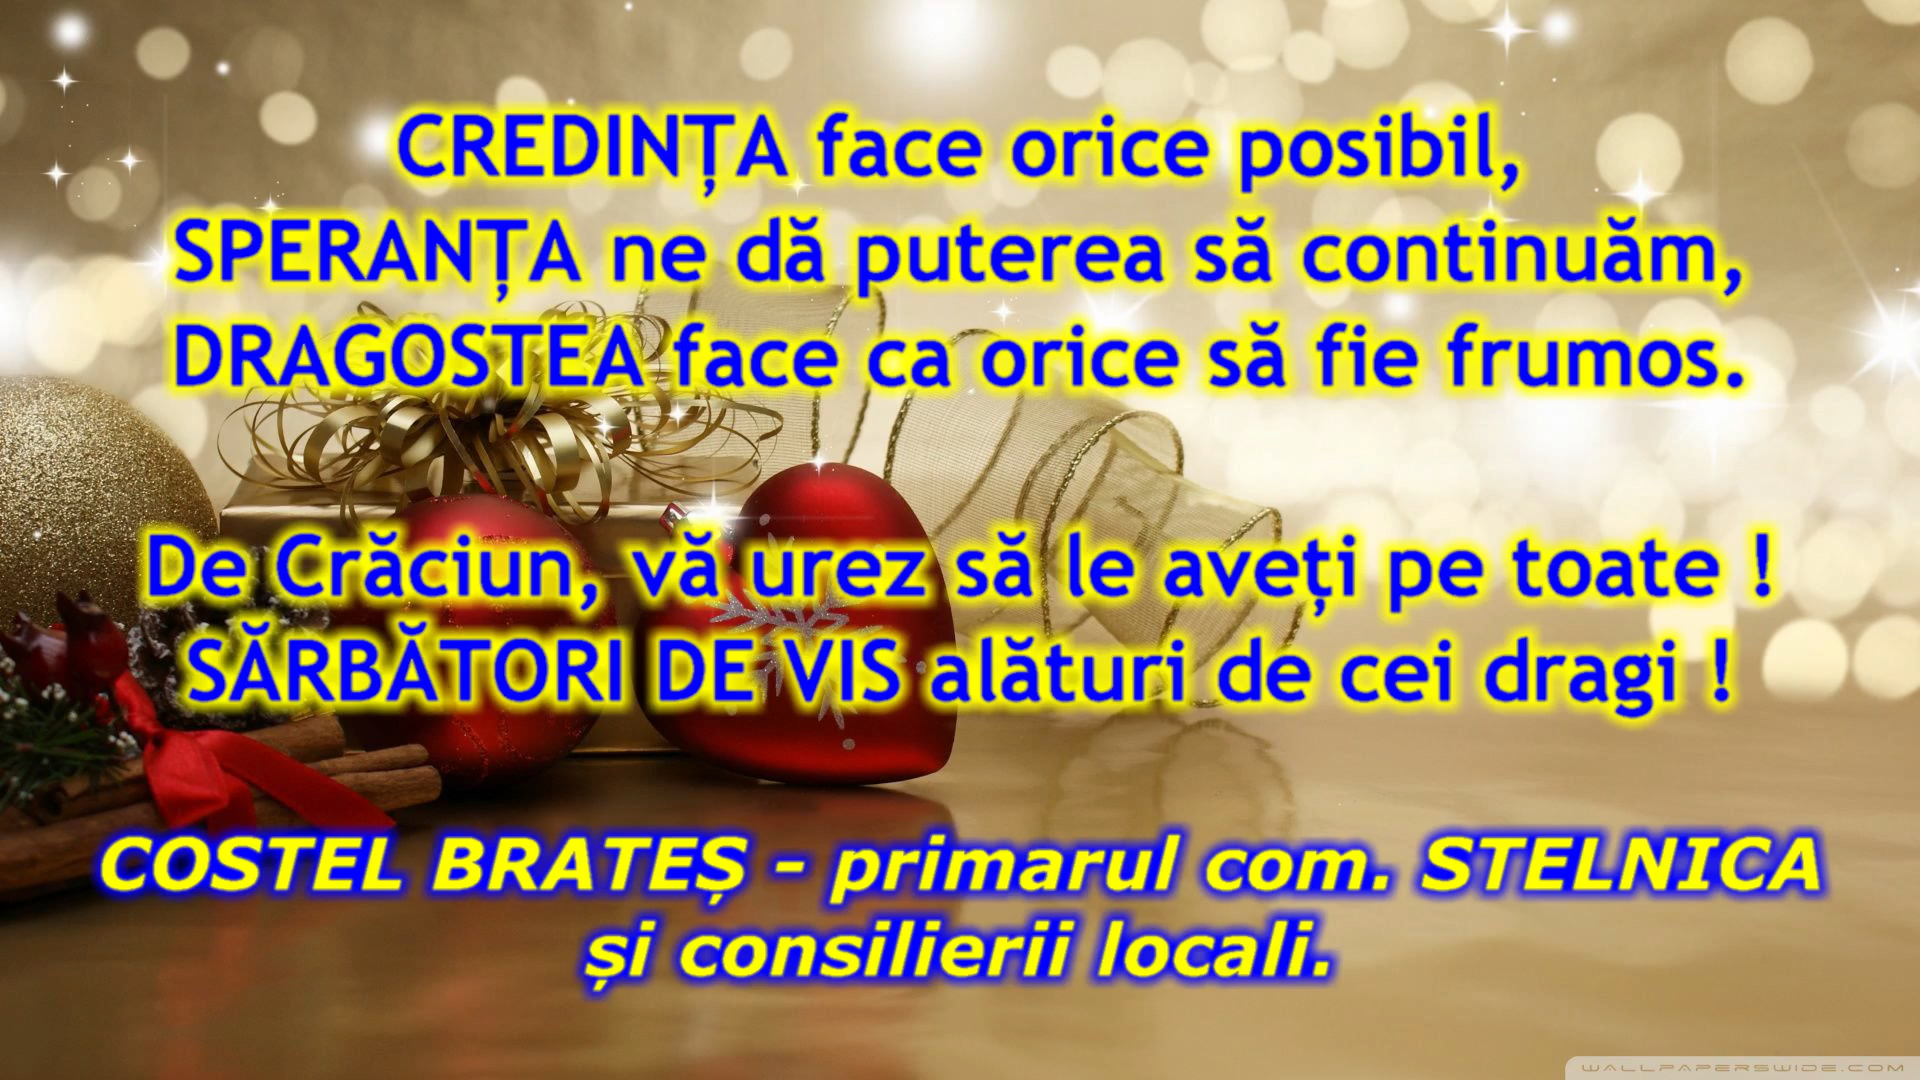 CREDINȚA face orice posibil,
SPERANȚA ne dă puterea să continuăm,
DRAGOSTEA face ca orice să fie frumos.
De Crăciun, vă urez să le aveți pe toate !
SĂRBĂTORI DE VIS alături de cei dragi !
COSTEL BRATEȘ - primarul com. STELNICA
și consilierii locali.
WALLPAPERSWIDE.COM